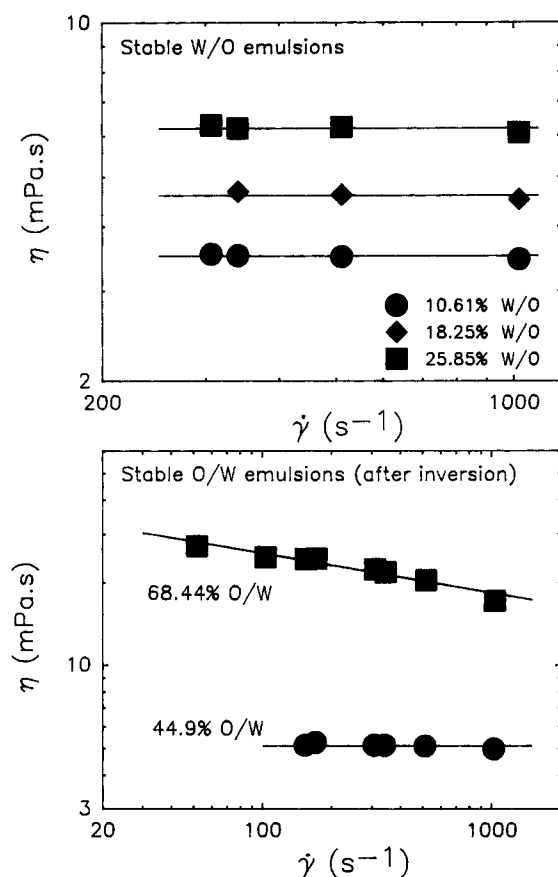 10
Stable W/O emulsions
η (mPa.s)
10.61% W/O
18.25% W/O
25.85% W/O
2
200
1000
γ̇ (s⁻¹)
Stable O/W emulsions (after inversion)
η (mPa.s)
68.44% O/W
10
44.9% O/W
3
20
100
1000
γ̇ (s⁻¹)